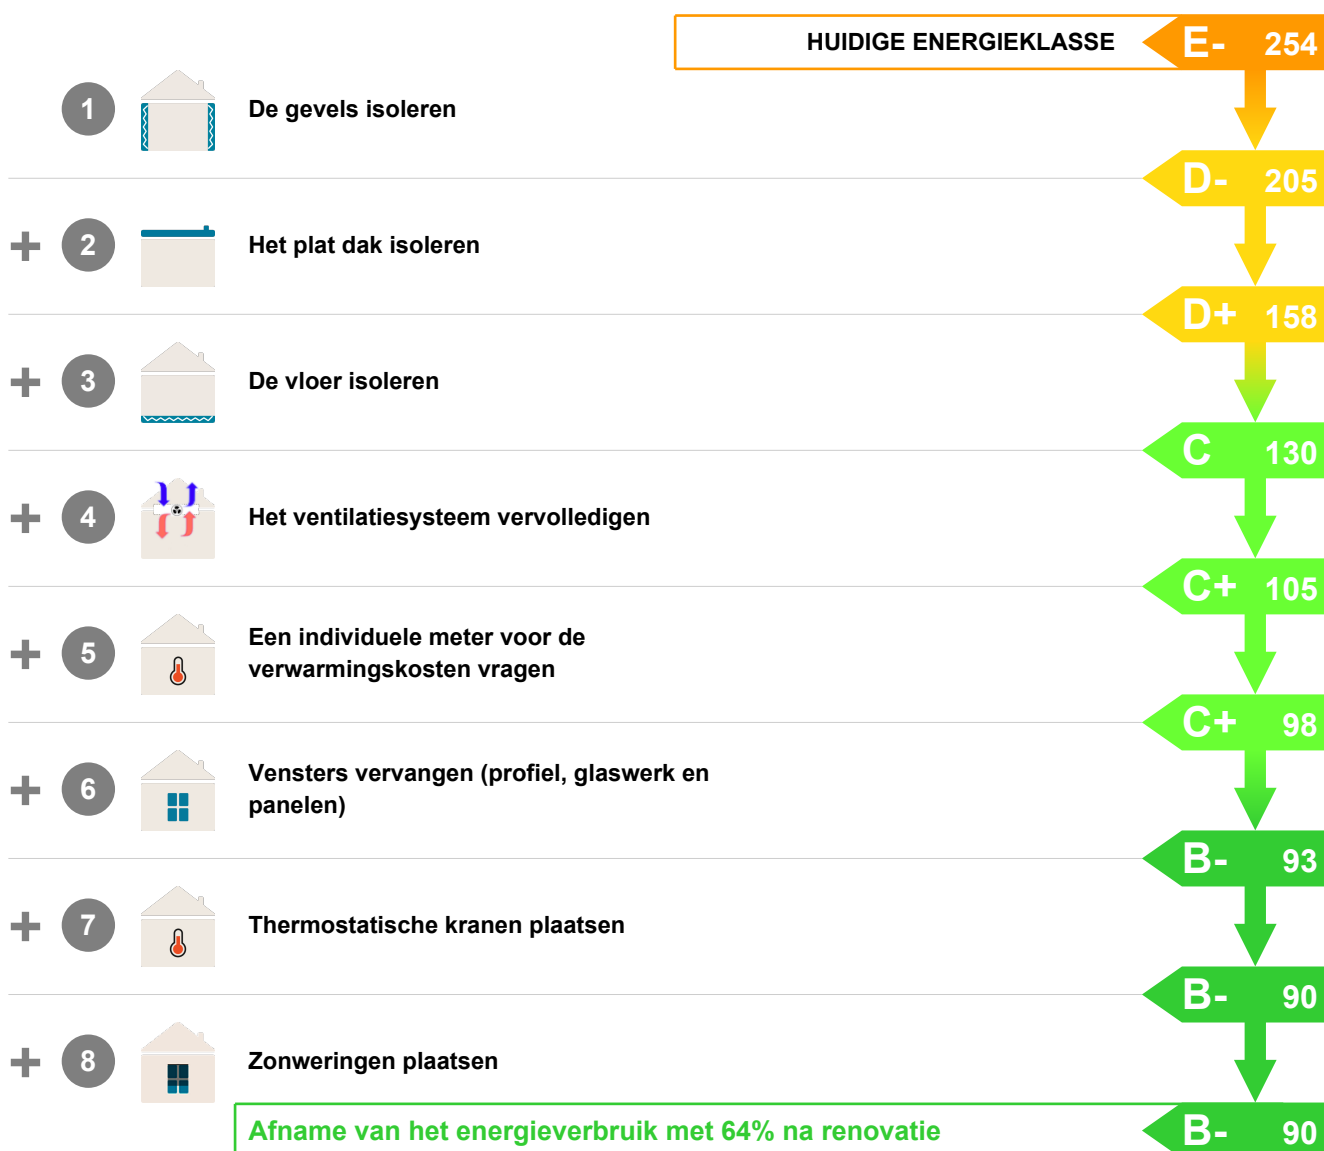 HUIDIGE ENERGIEKLASSE E- 254
1 De gevels isoleren
D- 205
+ 2 Het plat dak isoleren
D+ 158
+ 3 De vloer isoleren
C 130
+ 4 Het ventilatiesysteem vervolledigen
C+ 105
+ 5 Een individuele meter voor de
verwarmingskosten vragen
C+ 98
+ 6 Vensters vervangen (profiel, glaswerk en
panelen)
B- 93
+ 7 Thermostatische kranen plaatsen
B- 90
+ 8 Zonweringen plaatsen
Afname van het energieverbruik met 64% na renovatie B- 90